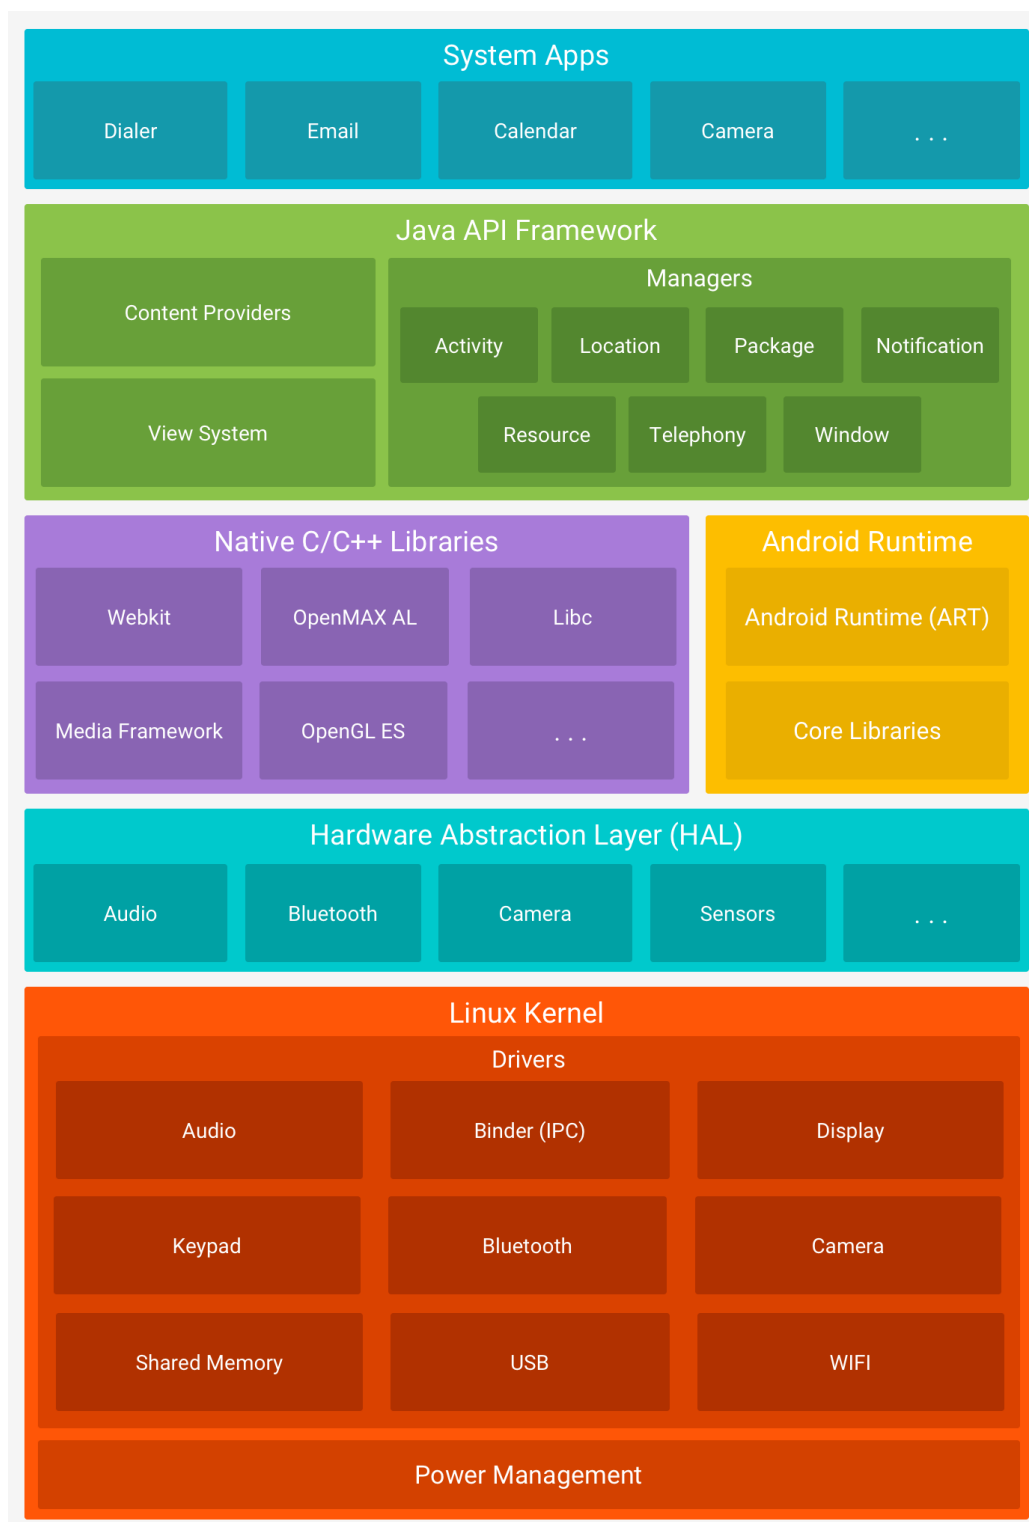 System Apps
Dialer
Email
Calendar
Camera
. . .
Java API Framework
Content Providers
View System
Managers
Activity
Location
Package
Notification
Resource
Telephony
Window
Native C/C++ Libraries
Webkit
OpenMAX AL
Libc
Media Framework
OpenGL ES
. . .
Android Runtime
Android Runtime (ART)
Core Libraries
Hardware Abstraction Layer (HAL)
Audio
Bluetooth
Camera
Sensors
. . .
Linux Kernel
Drivers
Audio
Binder (IPC)
Display
Keypad
Bluetooth
Camera
Shared Memory
USB
WIFI
Power Management